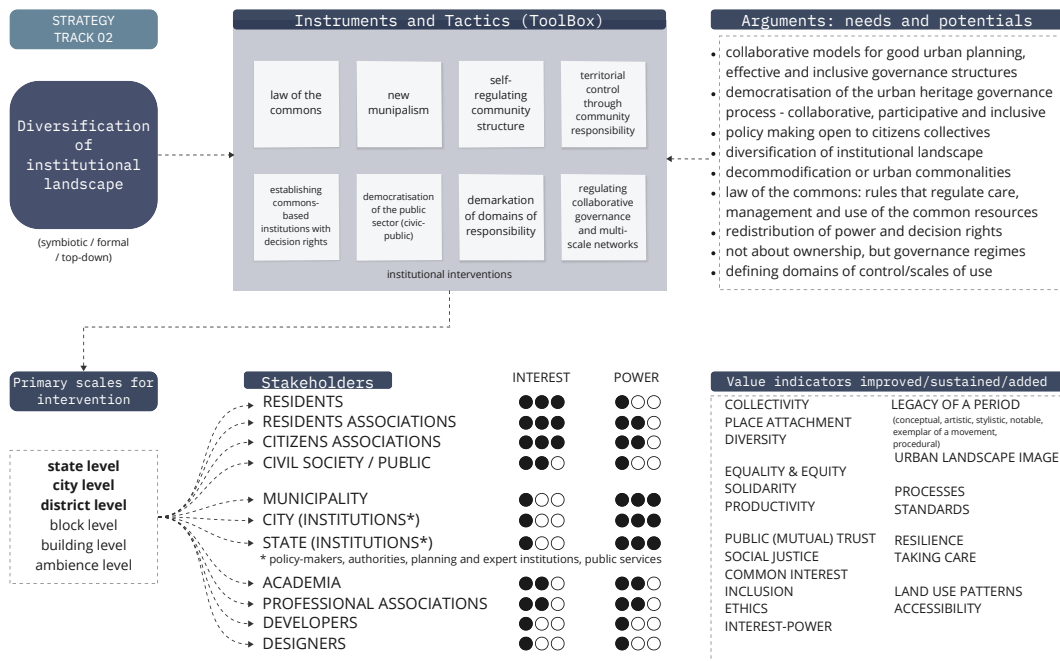 STRATEGY
TRACK 02
Diversification
of
institutional
landscape
(symbiotic / formal
/ top-down)
Instruments and Tactics (ToolBox)
law of the
commons
new
munipalism
self-
regulating
community
structure
territorial
control
through
community
responsibility
establishing
commons-
based
institutions with
decision rights
democratisation
of the public
sector (civic-
public)
demarkation
of domains of
responsibility
regulating
collaborative
governance
and multi-
scale networks
institutional interventions
Arguments: needs and potentials
• collaborative models for good urban planning,
effective and inclusive governance structures
• democratisation of the urban heritage governance
process - collaborative, participative and inclusive
• policy making open to citizens collectives
• diversification of institutional landscape
• decommodification or urban commonalities
• law of the commons: rules that regulate care,
management and use of the common resources
• redistribution of power and decision rights
• not about ownership, but governance regimes
• defining domains of control/scales of use
Primary scales for
intervention
state level
city level
district level
block level
building level
ambience level
Stakeholders
INTEREST
POWER
RESIDENTS
RESIDENTS ASSOCIATIONS
CITIZENS ASSOCIATIONS
CIVIL SOCIETY / PUBLIC
MUNICIPALITY
CITY (INSTITUTIONS*)
STATE (INSTITUTIONS*)
* policy-makers, authorities, planning and expert institutions, public services
ACADEMIA
PROFESSIONAL ASSOCIATIONS
DEVELOPERS
DESIGNERS
Value indicators improved/sustained/added
COLLECTIVITY
PLACE ATTACHMENT
DIVERSITY
EQUALITY & EQUITY
SOLIDARITY
PRODUCTIVITY
PUBLIC (MUTUAL) TRUST
SOCIAL JUSTICE
COMMON INTEREST
INCLUSION
ETHICS
INTEREST-POWER
LEGACY OF A PERIOD
(conceptual, artistic, stylistic, notable,
exemplar of a movement,
procedural)
URBAN LANDSCAPE IMAGE
PROCESSES
STANDARDS
RESILIENCE
TAKING CARE
LAND USE PATTERNS
ACCESSIBILITY